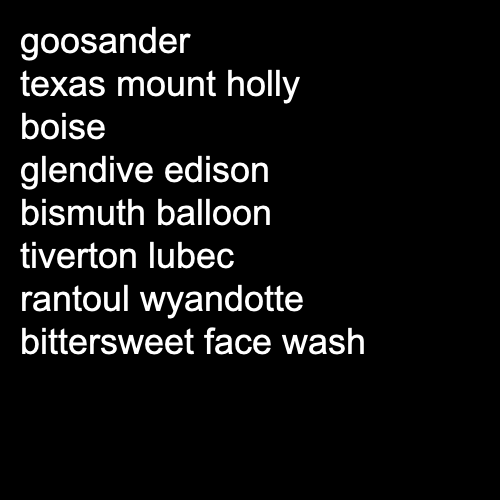 goosander
texas mount holly
boise
glendive edison
bismuth balloon
tiverton lubec
rantoul wyandotte
bittersweet face wash